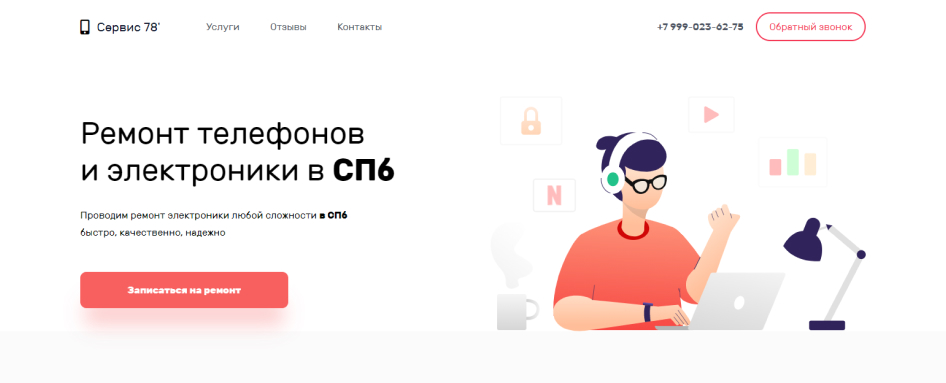 Сервис 78'
Услуги
Отзывы
Контакты
+7 999-023-62-75
Обратный звонок
Ремонт телефонов
и электроники в СПб
Проводим ремонт электроники любой сложности в СПб
быстро, качественно, надежно
Записаться на ремонт
N